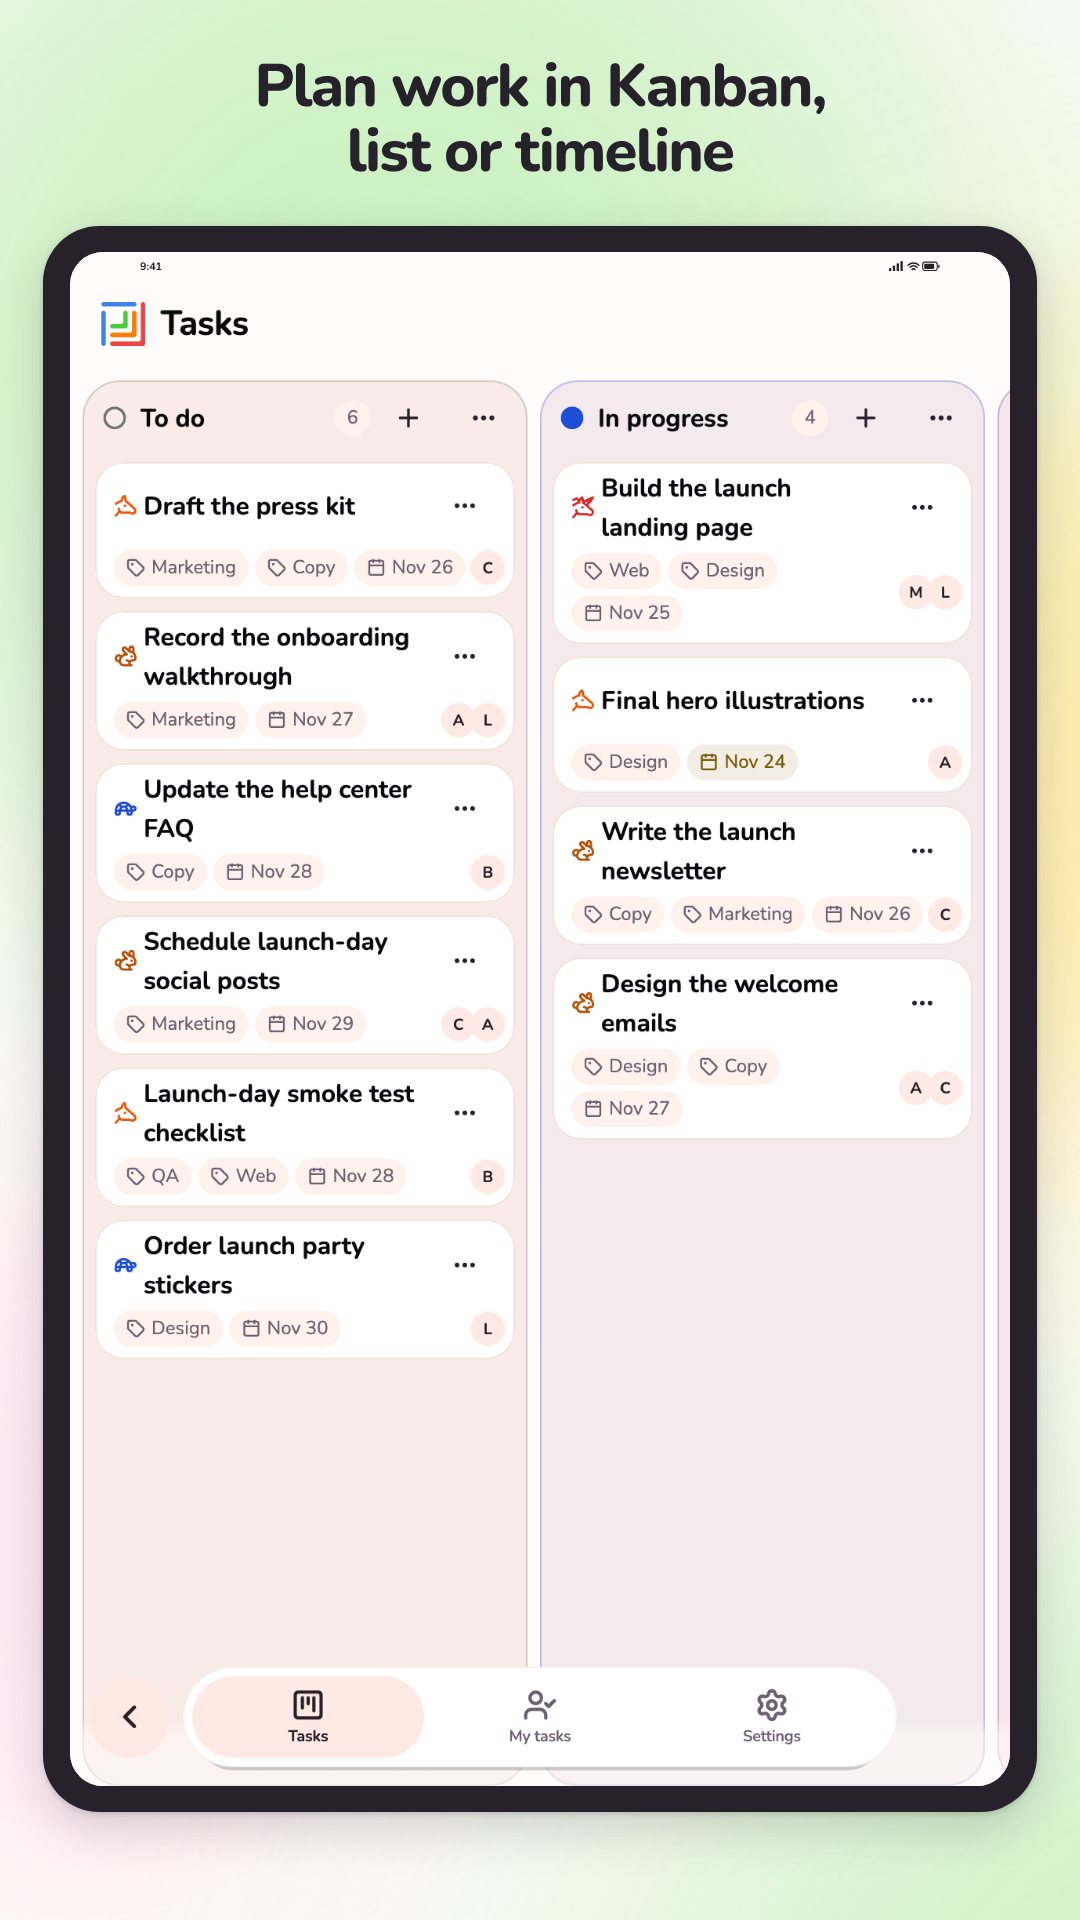 Plan work in Kanban,
list or timeline
9:41
Tasks
To do
6
Draft the press kit
Marketing
Copy
Nov 26
C
Record the onboarding
walkthrough
Marketing
Nov 27
A
L
Update the help center
FAQ
Copy
Nov 28
B
Schedule launch-day
social posts
Marketing
Nov 29
C
A
Launch-day smoke test
checklist
QA
Web
Nov 28
B
Order launch party
stickers
Design
Nov 30
L
In progress
4
Build the launch
landing page
Web
Design
Nov 25
M
L
Final hero illustrations
Design
Nov 24
A
Write the launch
newsletter
Copy
Marketing
Nov 26
C
Design the welcome
emails
Design
Copy
Nov 27
A
C
Tasks
My tasks
Settings